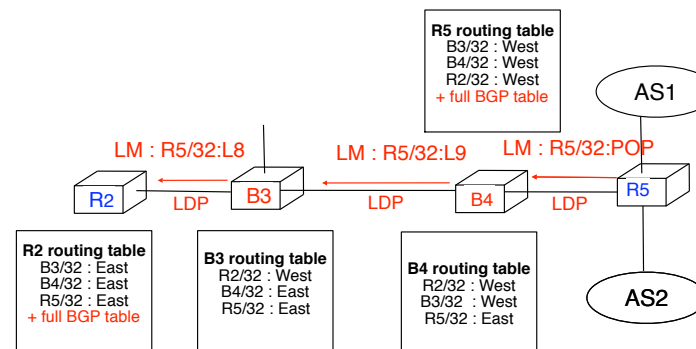 R5 routing table
B3/32 : West
B4/32 : West
R2/32 : West
+ full BGP table
AS1
LM : R5/32:L8
LM : R5/32:L9
LM : R5/32:POP
R2
B3
B4
R5
LDP
LDP
LDP
R2 routing table
B3/32 : East
B4/32 : East
R5/32 : East
+ full BGP table
B3 routing table
R2/32 : West
B4/32 : East
R5/32 : East
B4 routing table
R2/32 : West
B3/32 : West
R5/32 : East
AS2